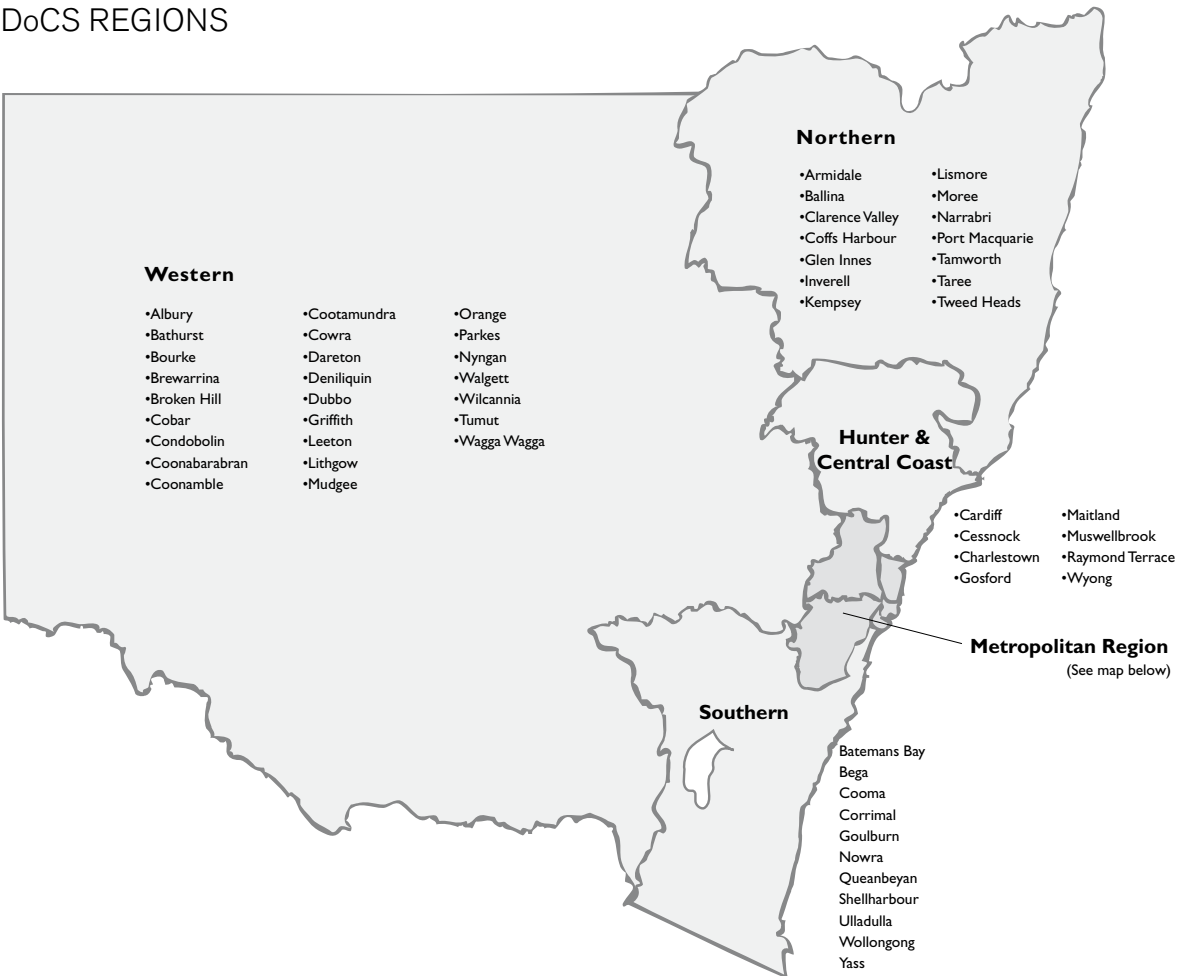 DoCS REGIONS
Northern
•Armidale
•Ballina
•Clarence Valley
•Coffs Harbour
•Glen Innes
•Inverell
•Kempsey
•Lismore
•Moree
•Narrabri
•Port Macquarie
•Tamworth
•Taree
•Tweed Heads
Western
•Albury
•Bathurst
•Bourke
•Brewarrina
•Broken Hill
•Cobar
•Condobolin
•Coonabarabran
•Coonamble
•Cootamundra
•Cowra
•Dareton
•Deniliquin
•Dubbo
•Griffith
•Leeton
•Lithgow
•Mudgee
•Orange
•Parkes
•Nyngan
•Walgett
•Wilcannia
•Tumut
•Wagga Wagga
Hunter &
Central Coast
•Cardiff
•Cessnock
•Charlestown
•Gosford
•Maitland
•Muswellbrook
•Raymond Terrace
•Wyong
Metropolitan Region
(See map below)
Southern
Batemans Bay
Bega
Cooma
Corrimal
Goulburn
Nowra
Queanbeyan
Shellharbour
Ulladulla
Wollongong
Yass